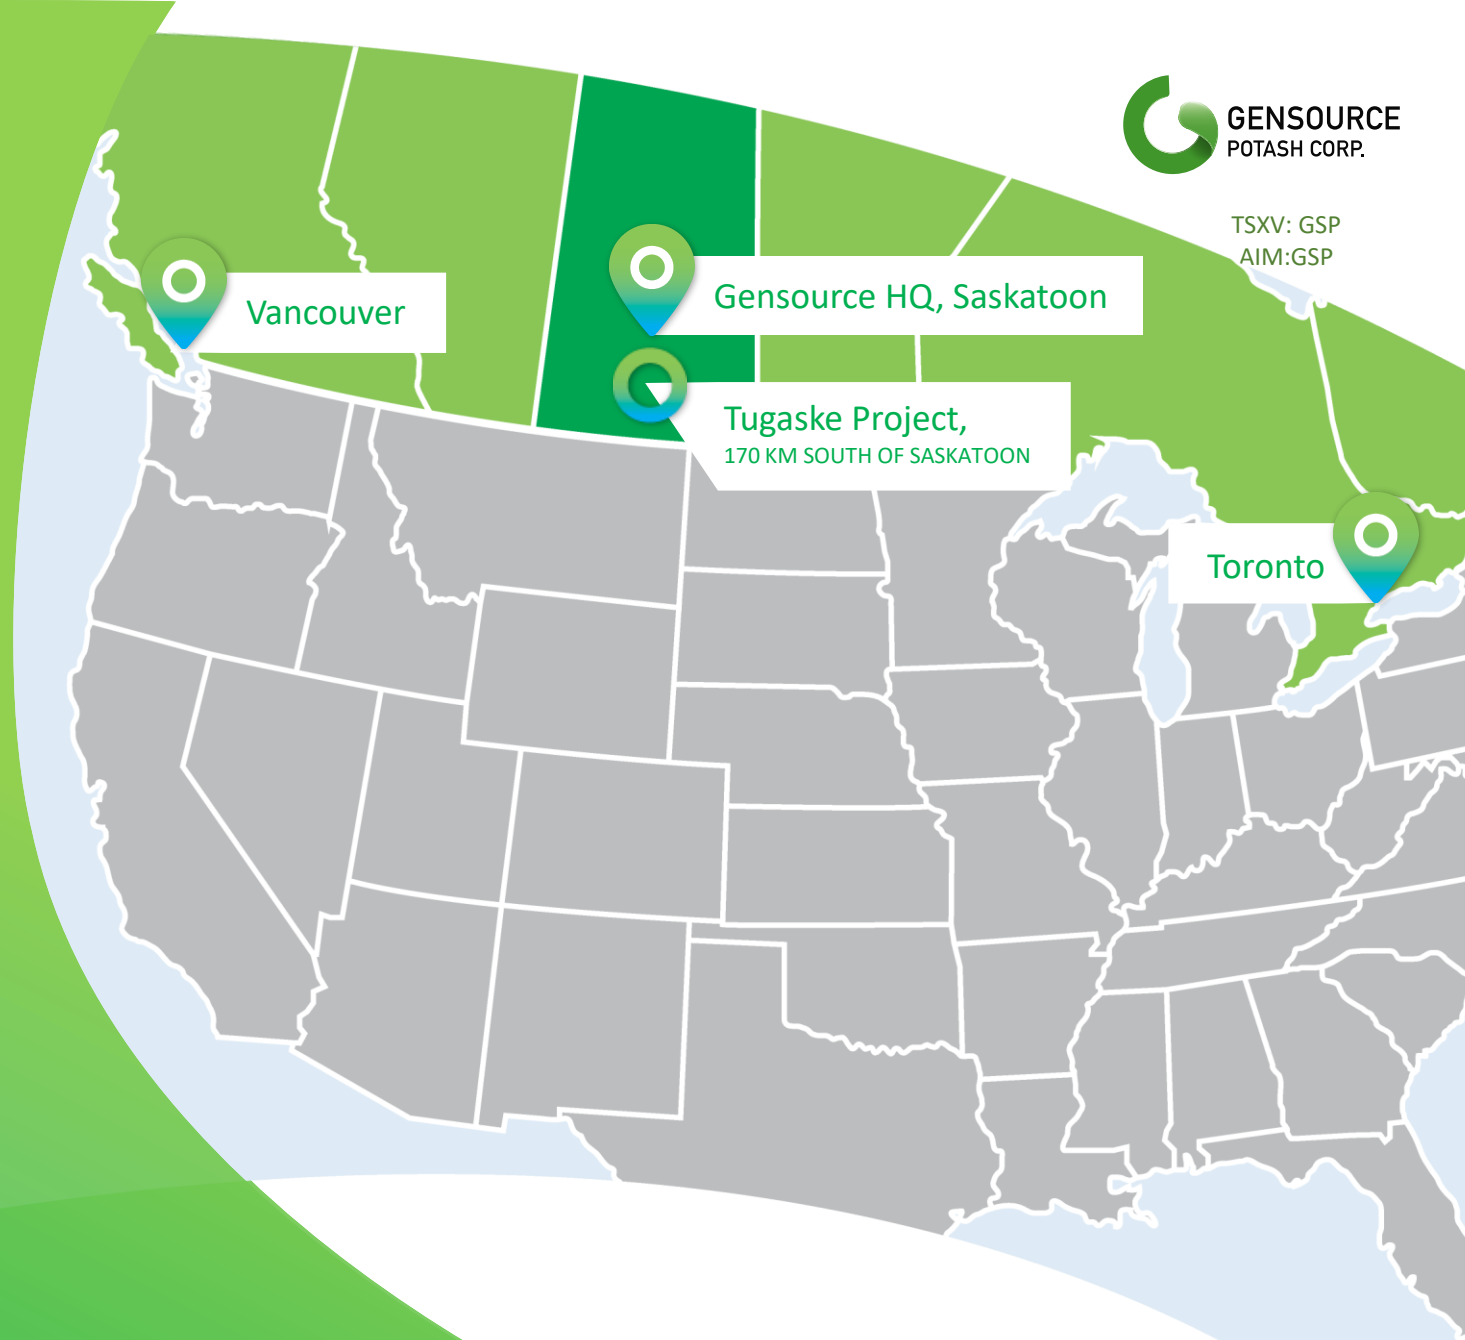 GENSOURCE
POTASH CORP.
TSXV: GSP
AIM:GSP
Vancouver
Gensource HQ, Saskatoon
Tugaske Project,
170 KM SOUTH OF SASKATOON
Toronto